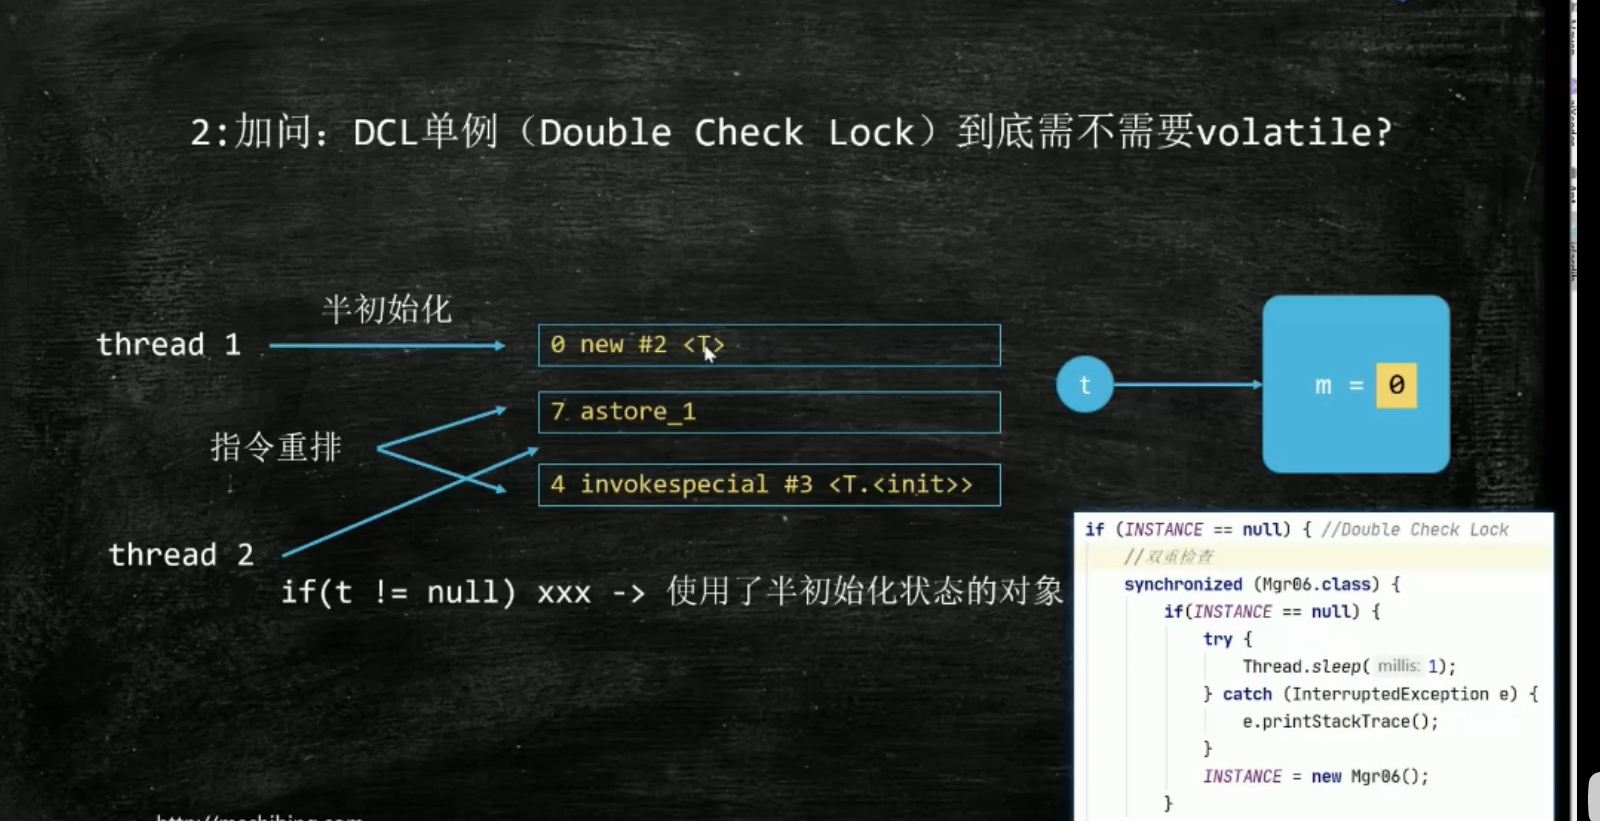 2:加问：DCL单例（Double Check Lock）到底需不需要volatile?
半初始化
thread 1
0 new #2 <T>
t
m = 0
7 astore_1
指令重排
4 invokespecial #3 <T.<init>>
thread 2
if(t != null) xxx -> 使用了半初始化状态的对象
if (INSTANCE == null) { //Double Check Lock
//双重检查
synchronized (Mgr06.class) {
if(INSTANCE == null) {
try {
Thread.sleep( millis: 1);
} catch (InterruptedException e) {
e.printStackTrace();
}
INSTANCE = new Mgr06();
}